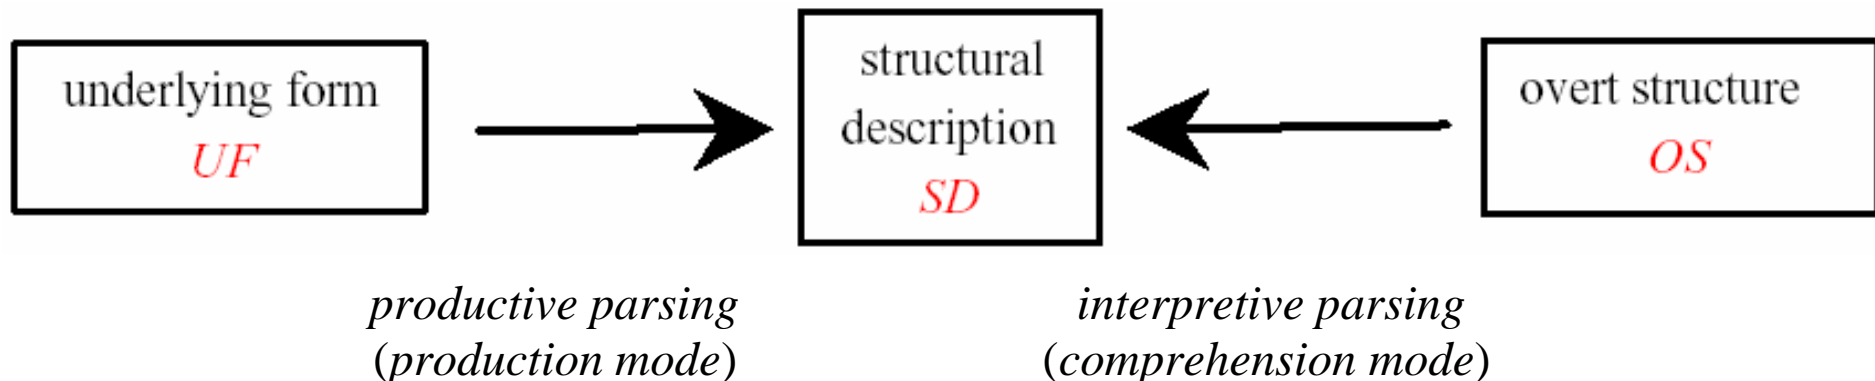 underlying form
UF
structural
description
SD
overt structure
OS
productive parsing
(production mode)
interpretive parsing
(comprehension mode)